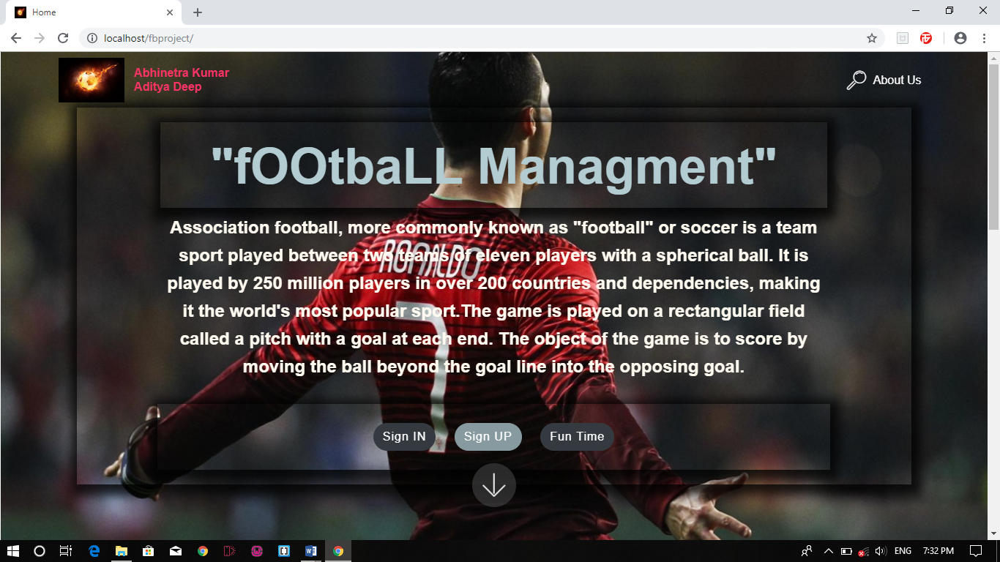 Home
localhost/fbproject/
Abhinetra Kumar
Aditya Deep
About Us
"fOOtbaLL Managment"
Association football, more commonly known as "football" or soccer is a team
sport played between two teams of eleven players with a spherical ball. It is
played by 250 million players in over 200 countries and dependencies, making
it the world's most popular sport.The game is played on a rectangular field
called a pitch with a goal at each end. The object of the game is to score by
moving the ball beyond the goal line into the opposing goal.
RONALDO
7
Sign IN
Sign UP
Fun Time
ENG
7:32 PM